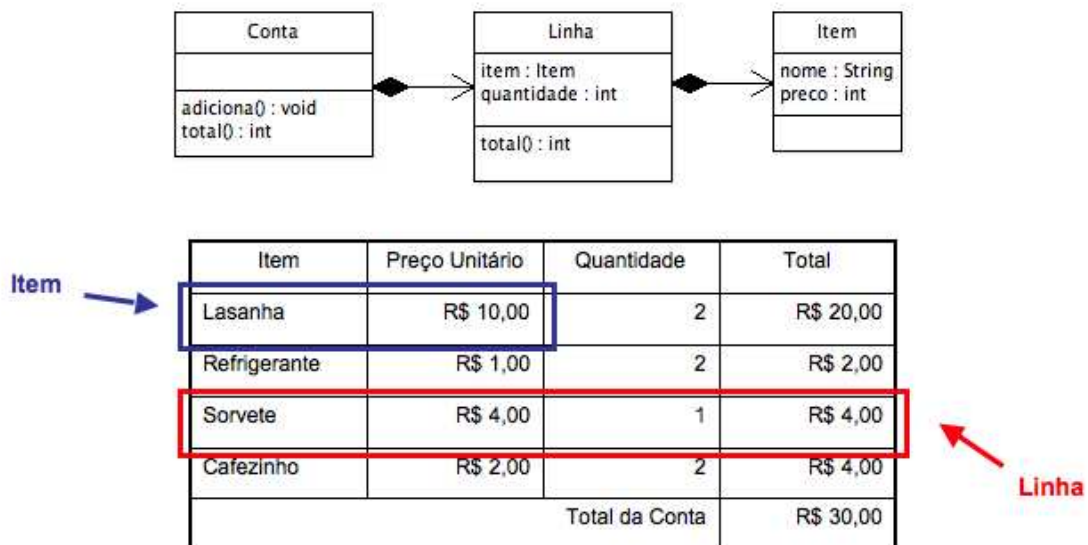 Conta
adiciona() : void
total() : int
Linha
item : Item
quantidade : int
total() : int
Item
nome : String
preco : int
Item
Item Preço Unitário Quantidade Total
Lasanha R$ 10,00 2 R$ 20,00
Refrigerante R$ 1,00 2 R$ 2,00
Sorvete R$ 4,00 1 R$ 4,00
Cafezinho R$ 2,00 2 R$ 4,00
Linha
Total da Conta R$ 30,00